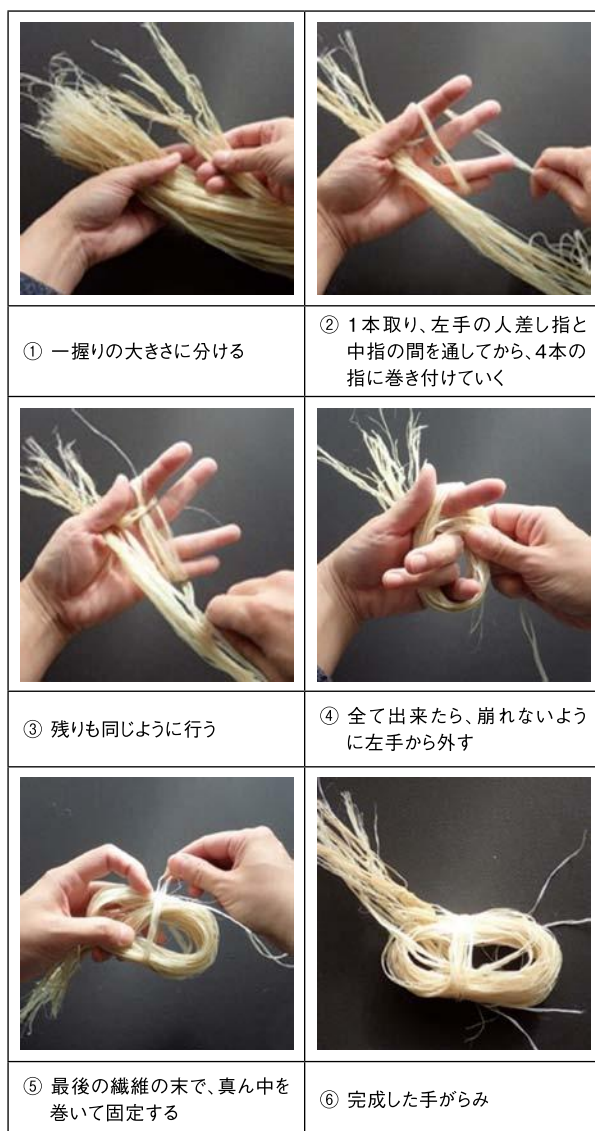 ① 一握りの大きさに分ける
② 1本取り、左手の人差し指と
中指の間を通してから、4本の
指に巻き付けていく
③ 残りも同じように行う
④ 全て出来たら、崩れないよう
に左手から外す
⑤ 最後の繊維の末で、真ん中を
巻いて固定する
⑥ 完成した手がらみ